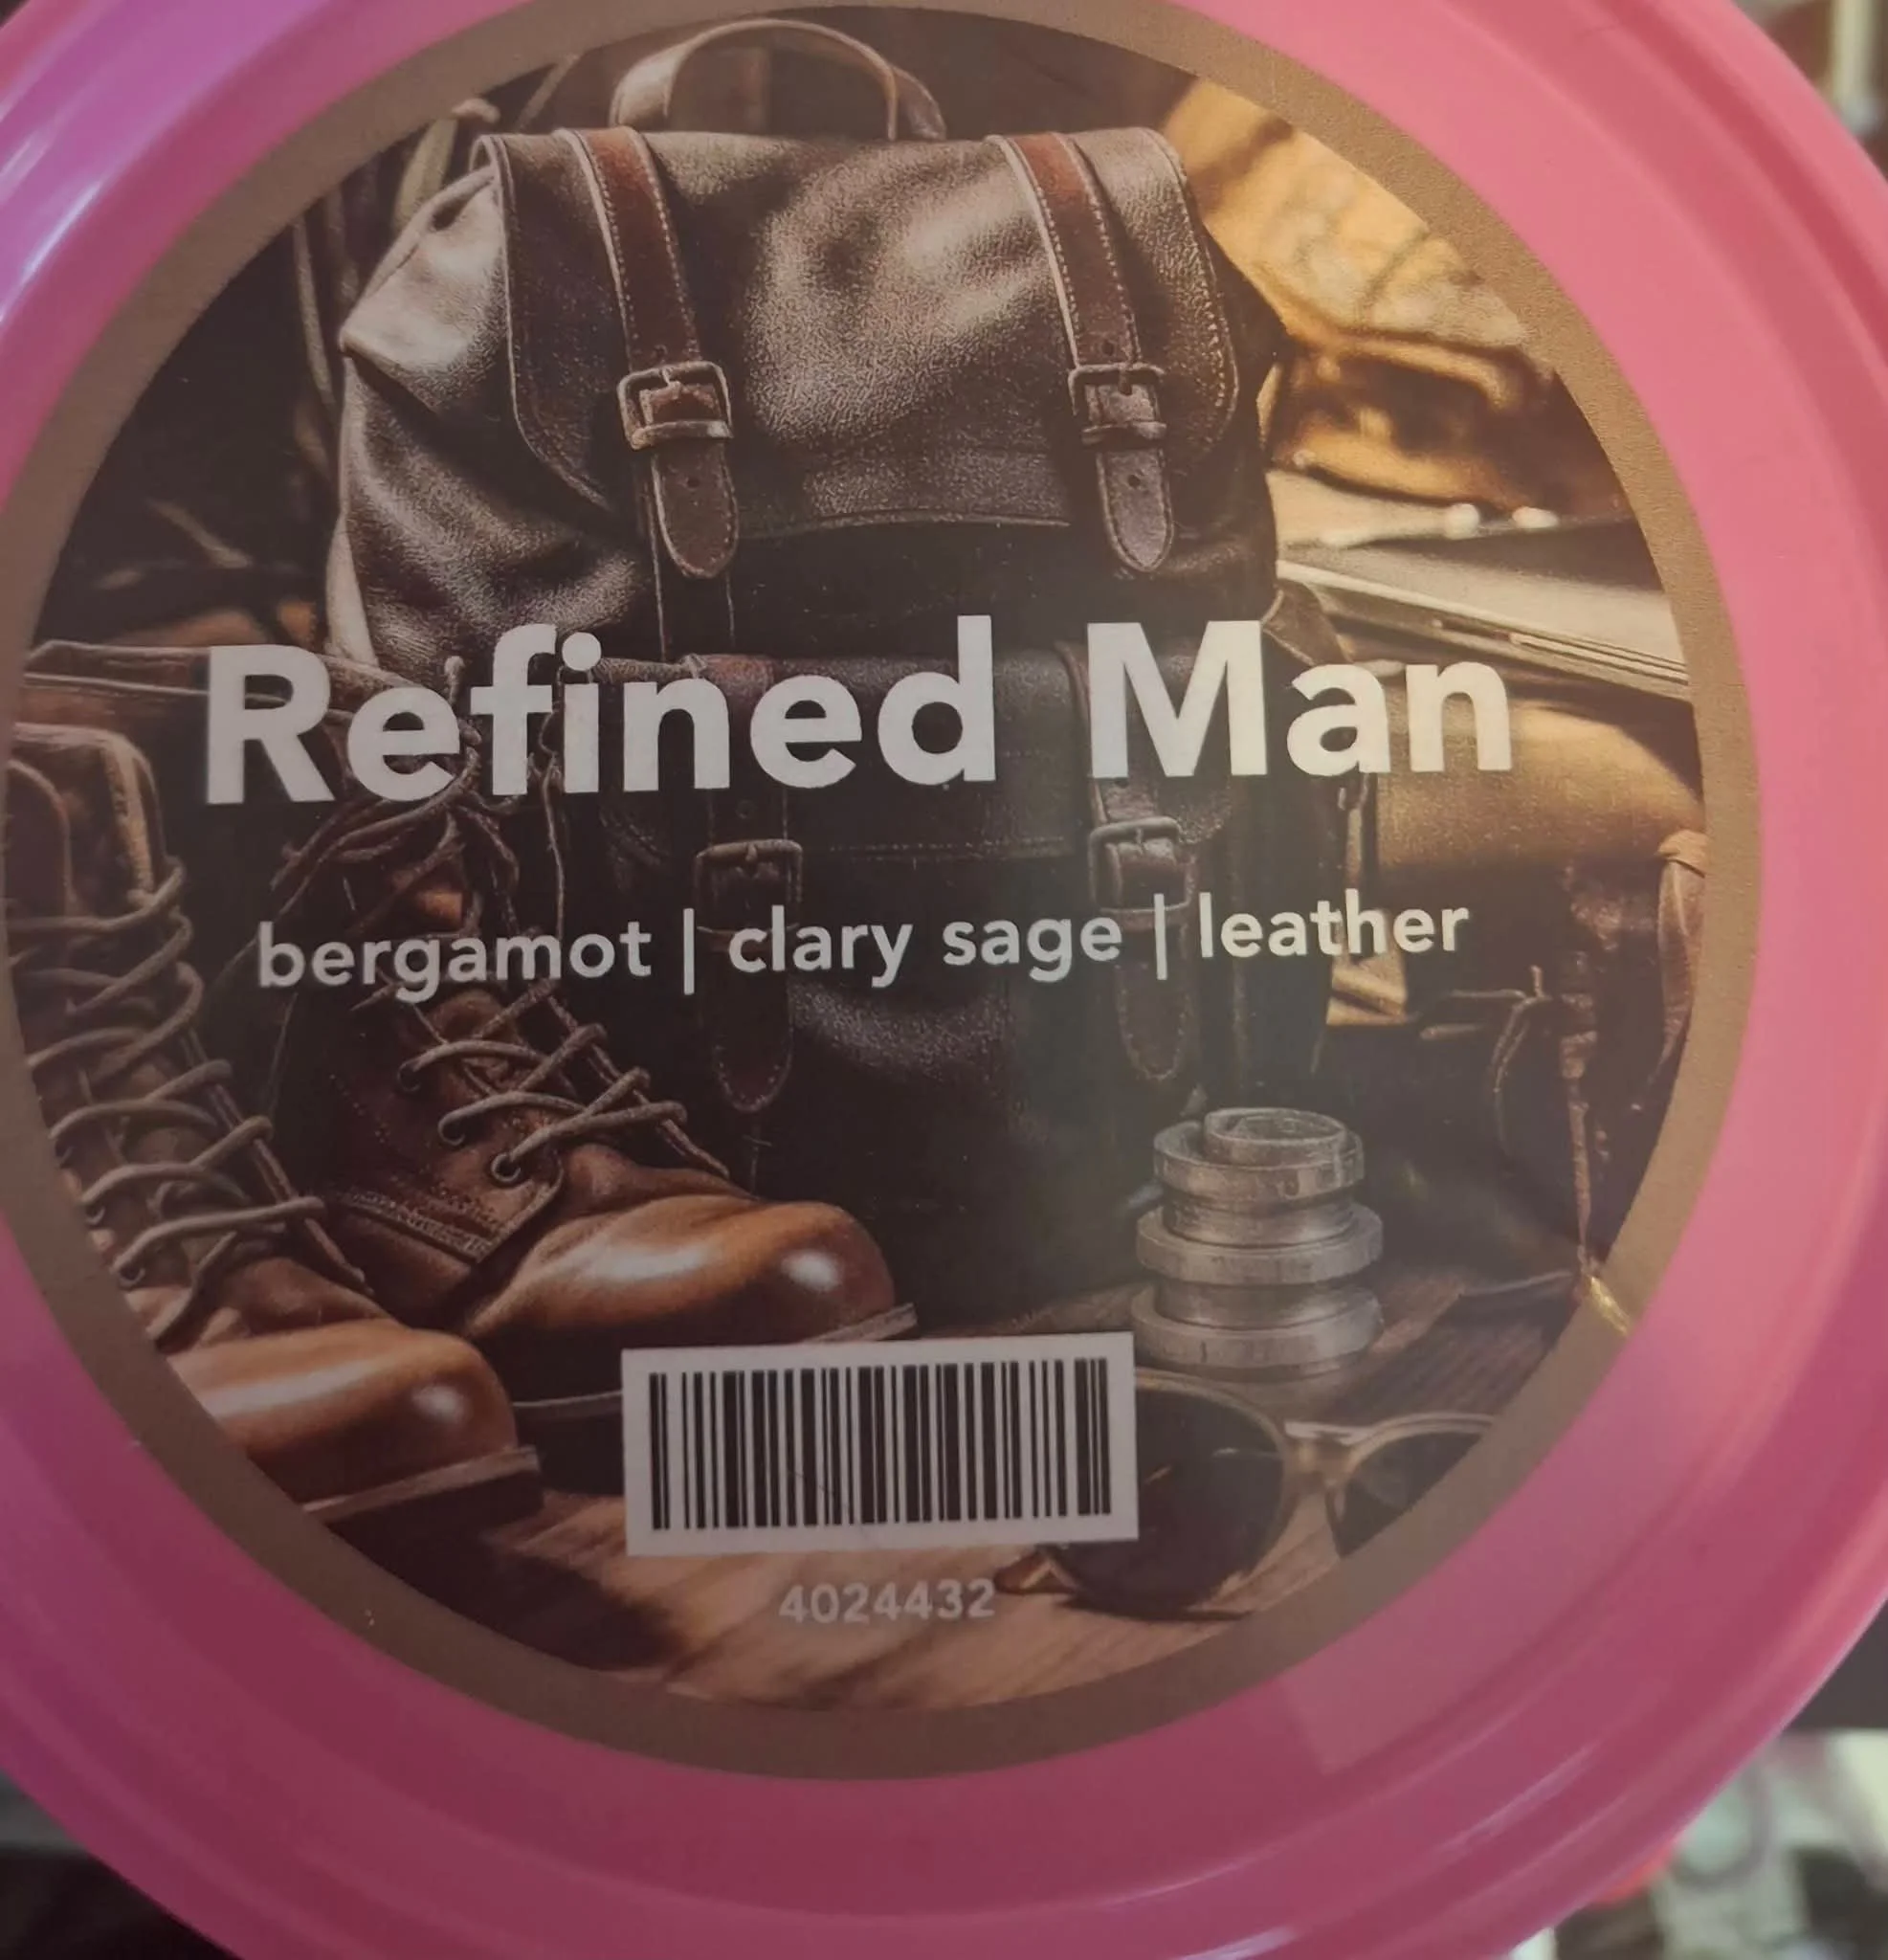 Refined Man
bergamot | clary sage | leather
4024432